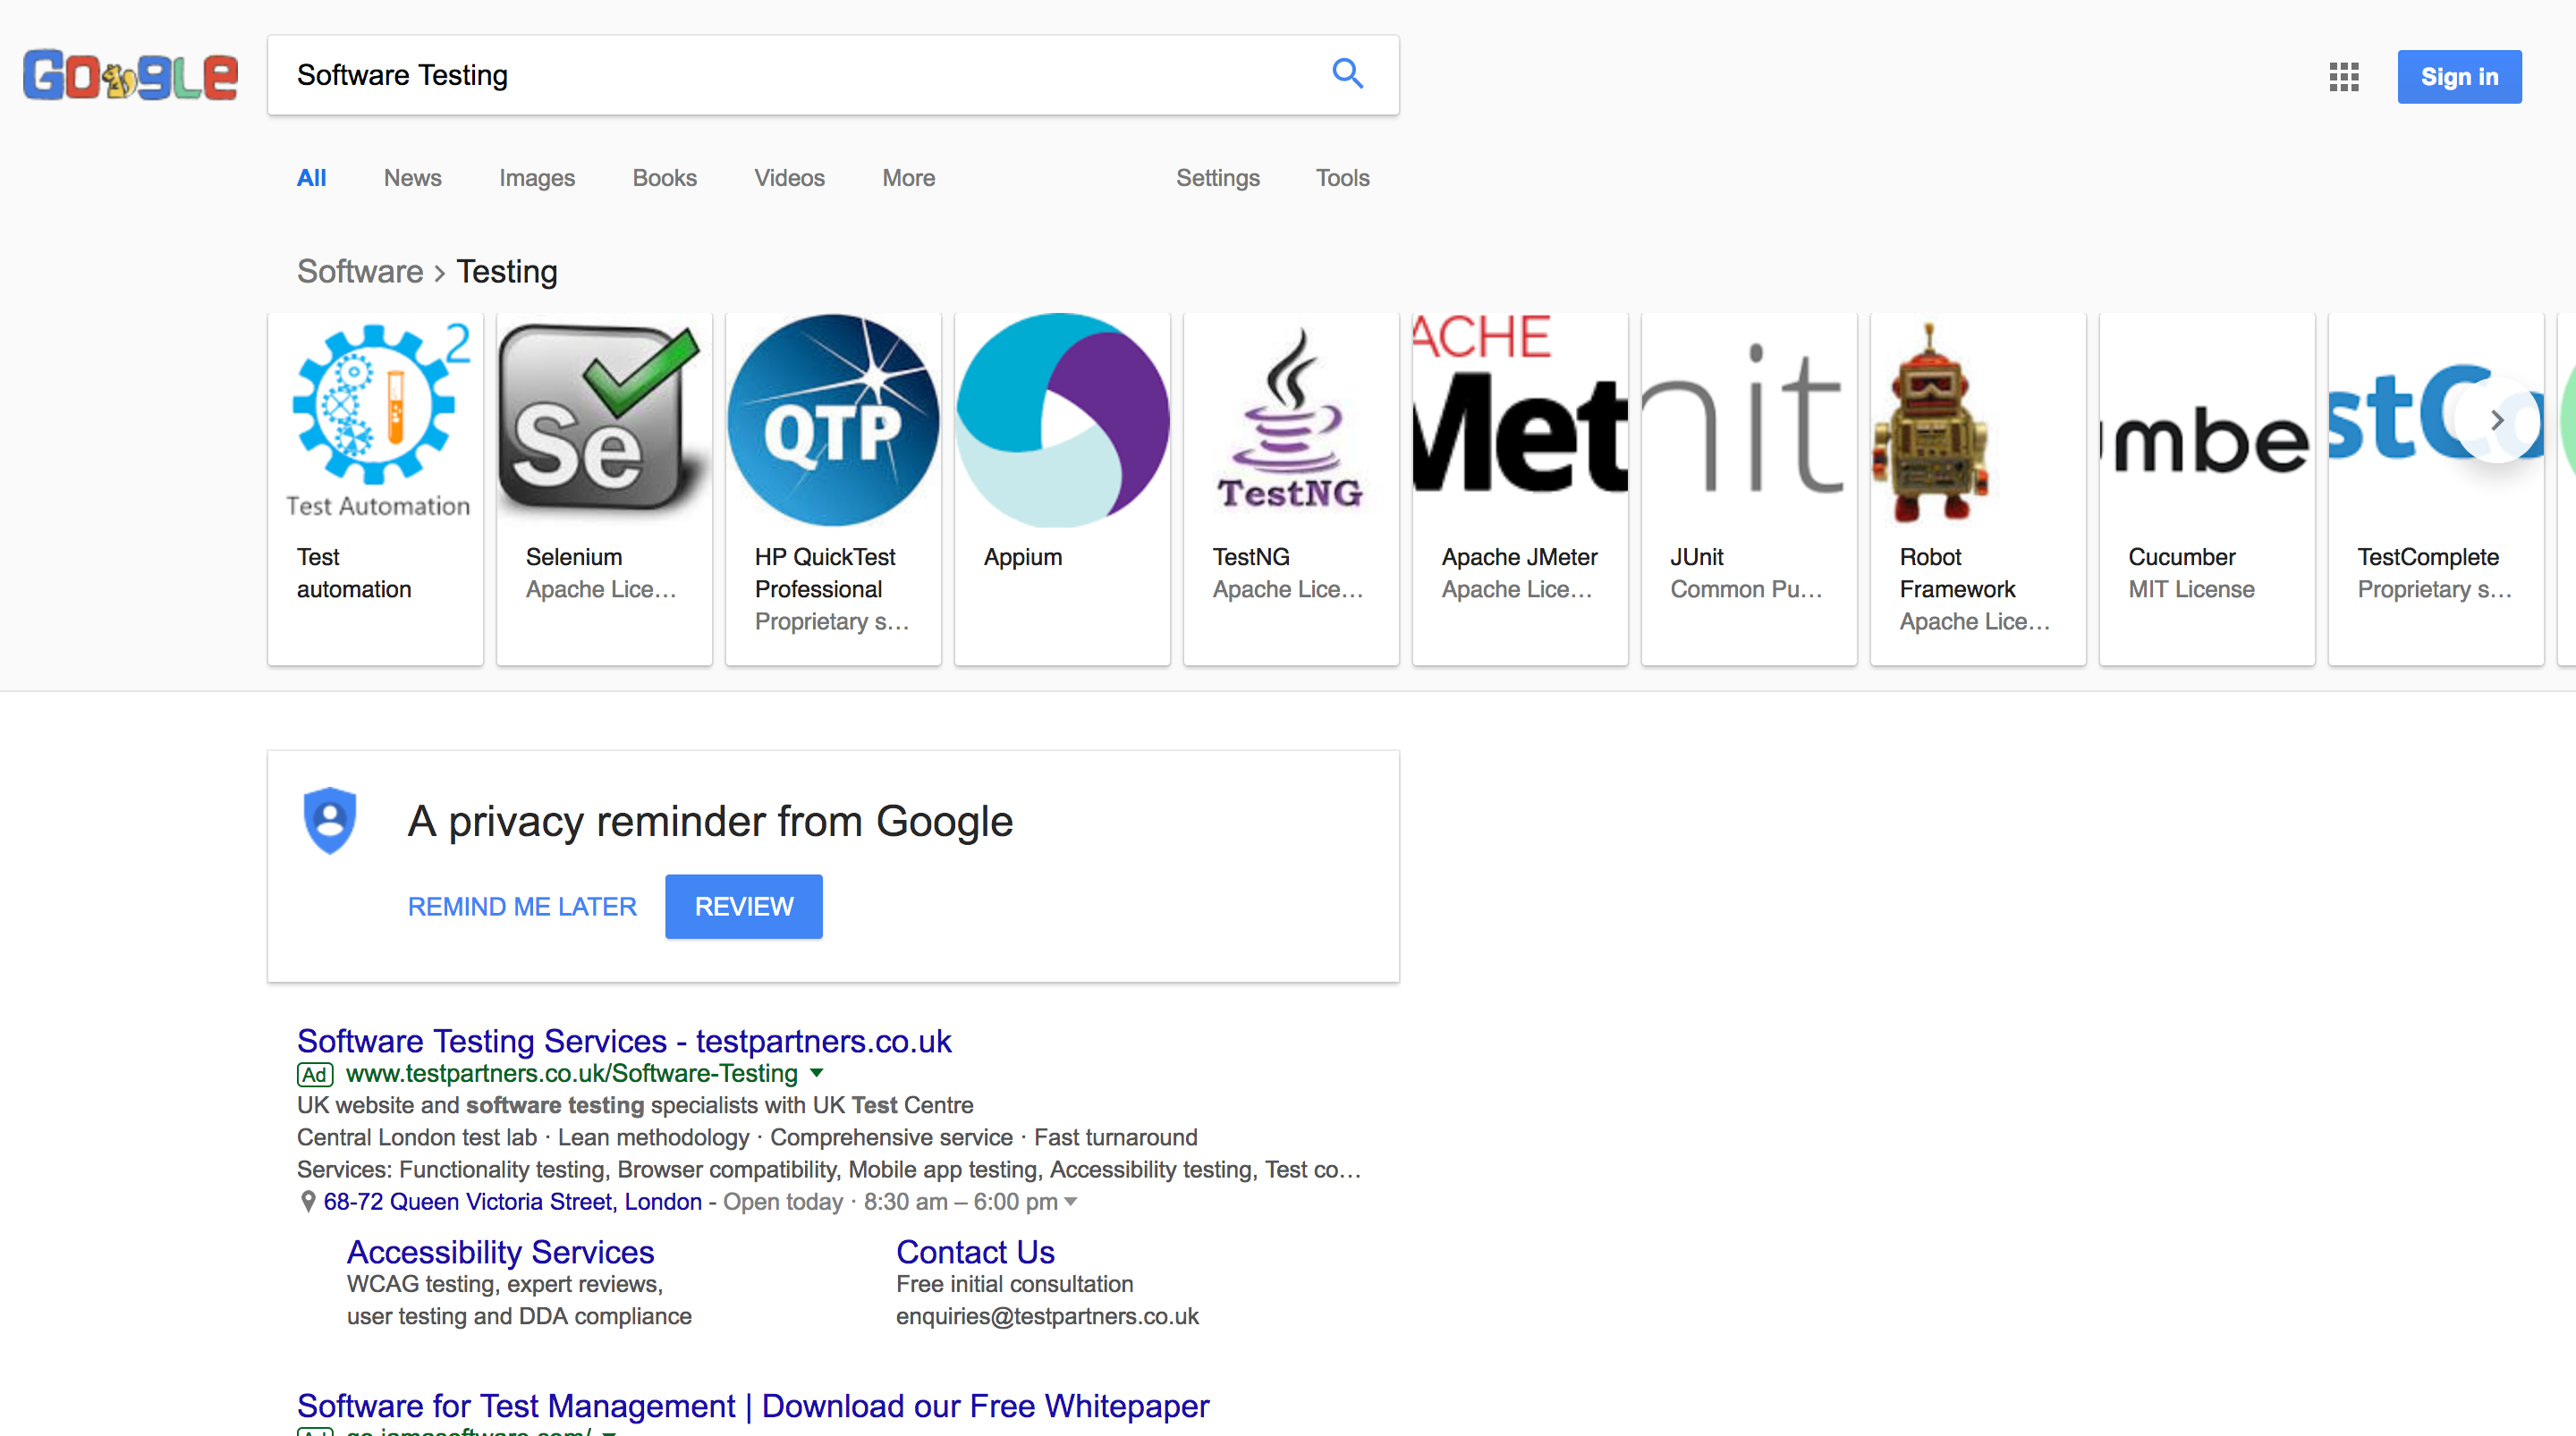 Google
Software Testing
Sign in
All News Images Books Videos More Settings Tools
Software › Testing
2
Test Automation
Se
QTP
TestNG
ACHE
Met
nit
mbe
stCo
Test
automation
Selenium
Apache Lice...
HP QuickTest
Professional
Proprietary s...
Appium
TestNG
Apache Lice...
Apache JMeter
Apache Lice...
JUnit
Common Pu...
Robot
Framework
Apache Lice...
Cucumber
MIT License
TestComplete
Proprietary s...
A privacy reminder from Google
REMIND ME LATER REVIEW
Software Testing Services - testpartners.co.uk
Ad www.testpartners.co.uk/Software-Testing
UK website and software testing specialists with UK Test Centre
Central London test lab · Lean methodology · Comprehensive service · Fast turnaround
Services: Functionality testing, Browser compatibility, Mobile app testing, Accessibility testing, Test co...
68-72 Queen Victoria Street, London - Open today · 8:30 am – 6:00 pm
Accessibility Services
WCAG testing, expert reviews,
user testing and DDA compliance
Contact Us
Free initial consultation
enquiries@testpartners.co.uk
Software for Test Management | Download our Free Whitepaper
Ad go.jamasoftware.com/